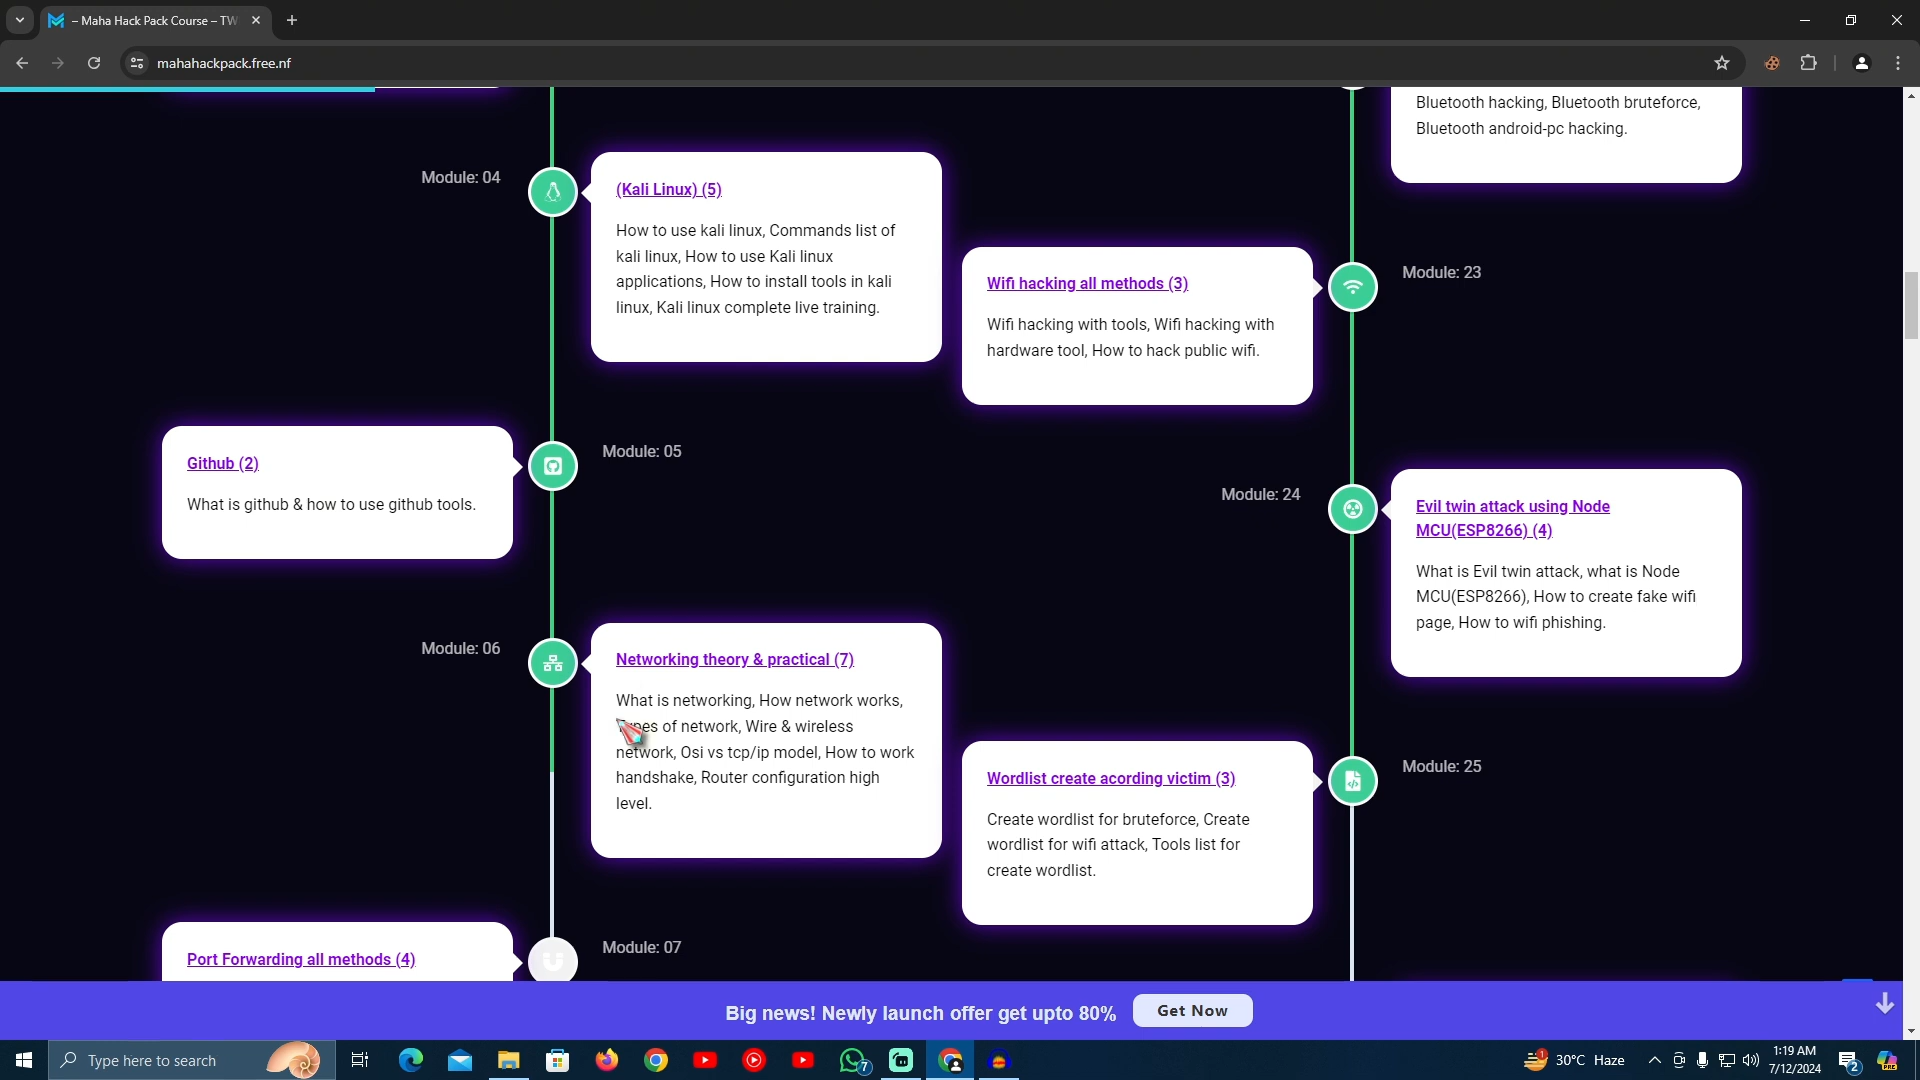 – Maha Hack Pack Course – TW
mahahackpack.free.nf
Bluetooth hacking, Bluetooth bruteforce,
Bluetooth android-pc hacking.
Module: 04
(Kali Linux) (5)
How to use kali linux, Commands list of
kali linux, How to use Kali linux
applications, How to install tools in kali
linux, Kali linux complete live training.
Wifi hacking all methods (3)
Wifi hacking with tools, Wifi hacking with
hardware tool, How to hack public wifi.
Module: 23
Github (2)
What is github & how to use github tools.
Module: 05
Module: 24
Evil twin attack using Node
MCU(ESP8266) (4)
What is Evil twin attack, what is Node
MCU(ESP8266), How to create fake wifi
page, How to wifi phishing.
Module: 06
Networking theory & practical (7)
What is networking, How network works,
Types of network, Wire & wireless
network, Osi vs tcp/ip model, How to work
handshake, Router configuration high
level.
Wordlist create acording victim (3)
Create wordlist for bruteforce, Create
wordlist for wifi attack, Tools list for
create wordlist.
Module: 25
Port Forwarding all methods (4)
Module: 07
Big news! Newly launch offer get upto 80%
Get Now
Type here to search
7
1
30°C Haze
1:19 AM
7/12/2024
2
PRE